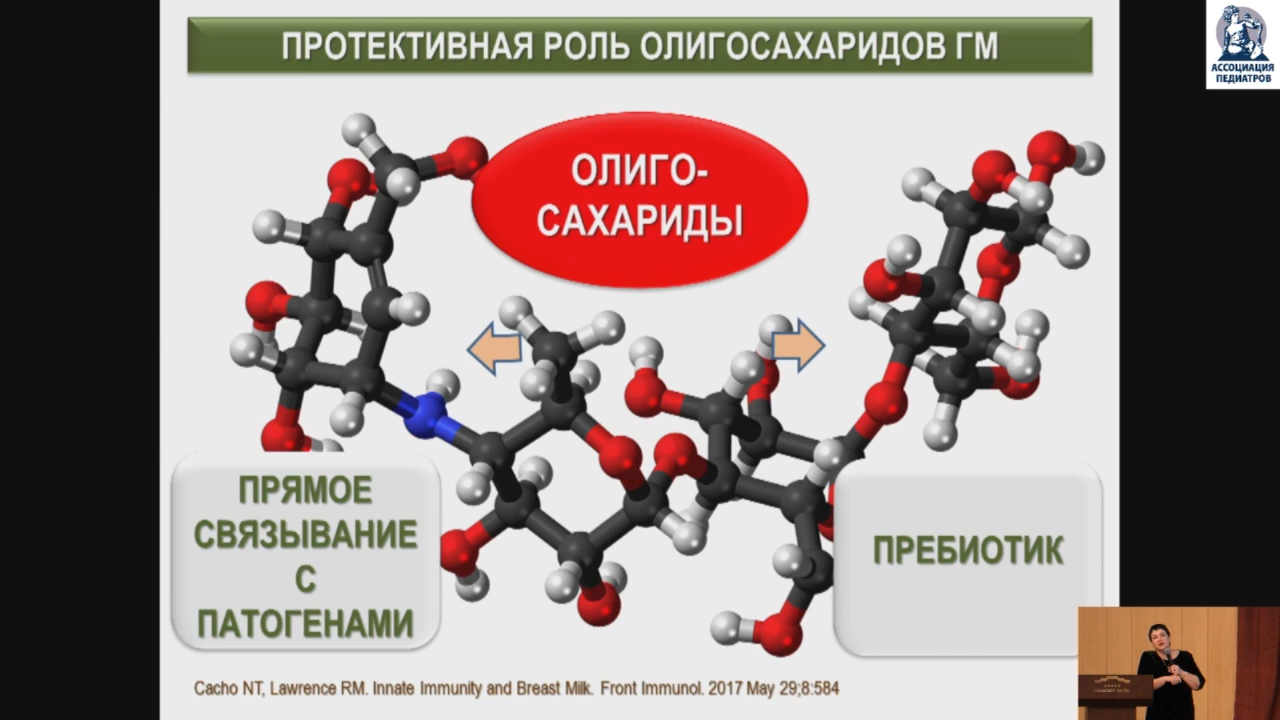 ПРОТЕКТИВНАЯ РОЛЬ ОЛИГОСАХАРИДОВ ГМ
АССОЦИАЦИЯ
ПЕДИАТРОВ
ОЛИГО-
САХАРИДЫ
ПРЯМОЕ
СВЯЗЫВАНИЕ
С
ПАТОГЕНАМИ
ПРЕБИОТИК
Cacho NT, Lawrence RM. Innate Immunity and Breast Milk. Front Immunol. 2017 May 29;8:584